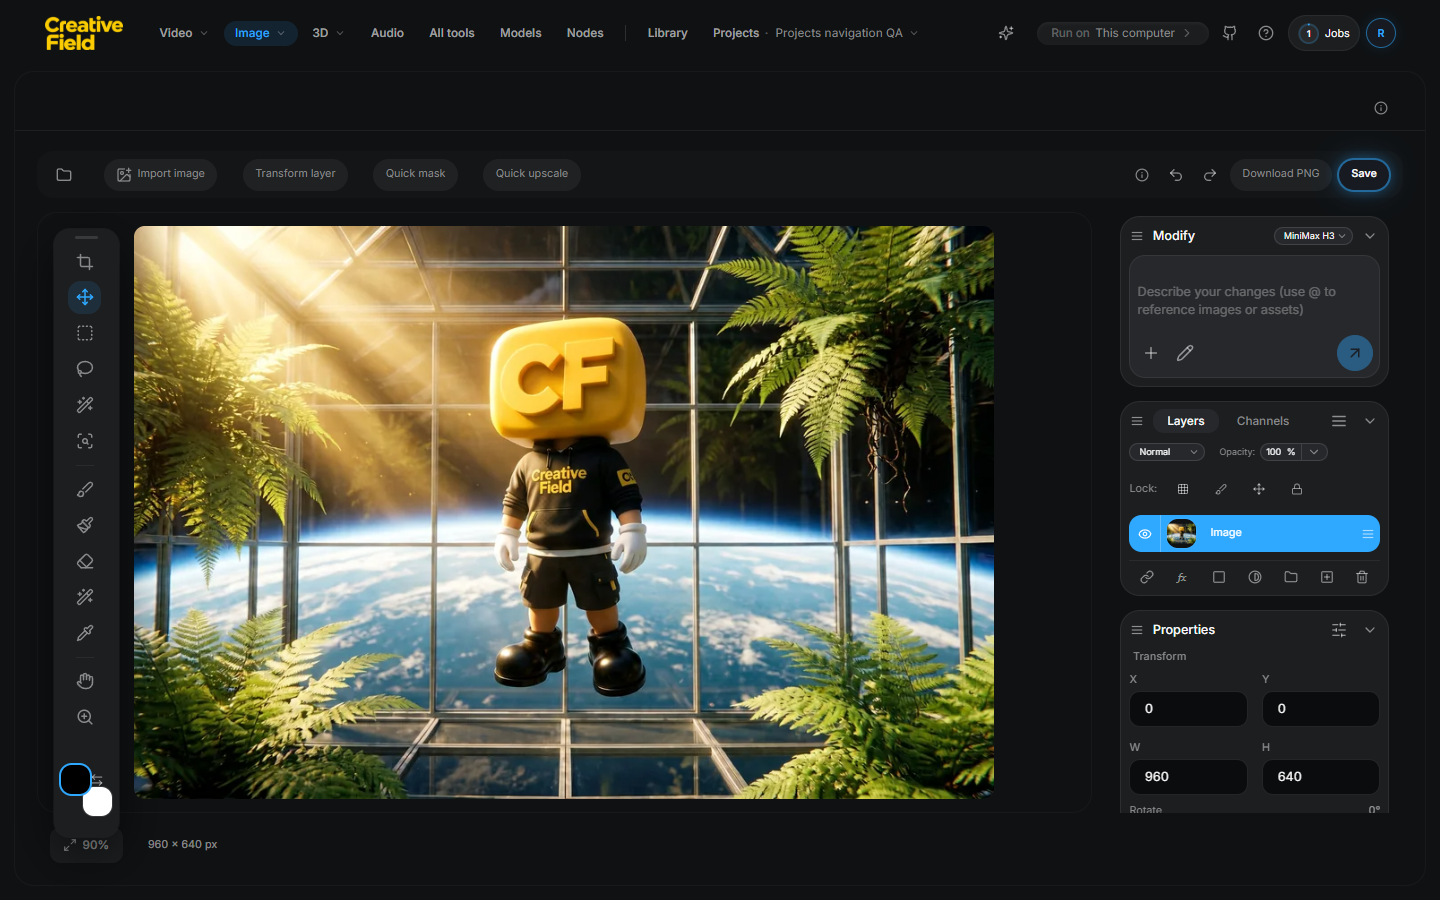 Creative
Field
Video
Image
3D
Audio
All tools
Models
Nodes
Library
Projects · Projects navigation QA
Run on This computer
1 Jobs
R
Import image
Transform layer
Quick mask
Quick upscale
Download PNG
Save
CF
Creative
Field
Modify
MiniMax H3
Describe your changes (use @ to
reference images or assets)
Layers
Channels
Normal
Opacity: 100 %
Lock:
Image
fx
Properties
Transform
X
Y
0
0
W
H
960
640
Rotate
0°
90%
960 × 640 px